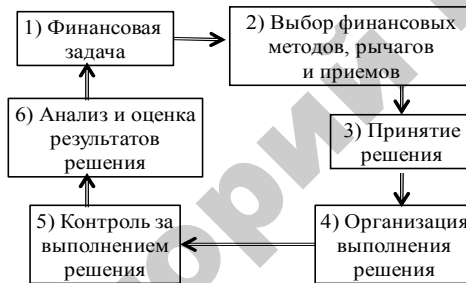 1) Финансовая
задача
2) Выбор финансовых
методов, рычагов
и приемов
3) Принятие
решения
4) Организация
выполнения
решения
5) Контроль за
выполнением
решения
6) Анализ и оценка
результатов
решения